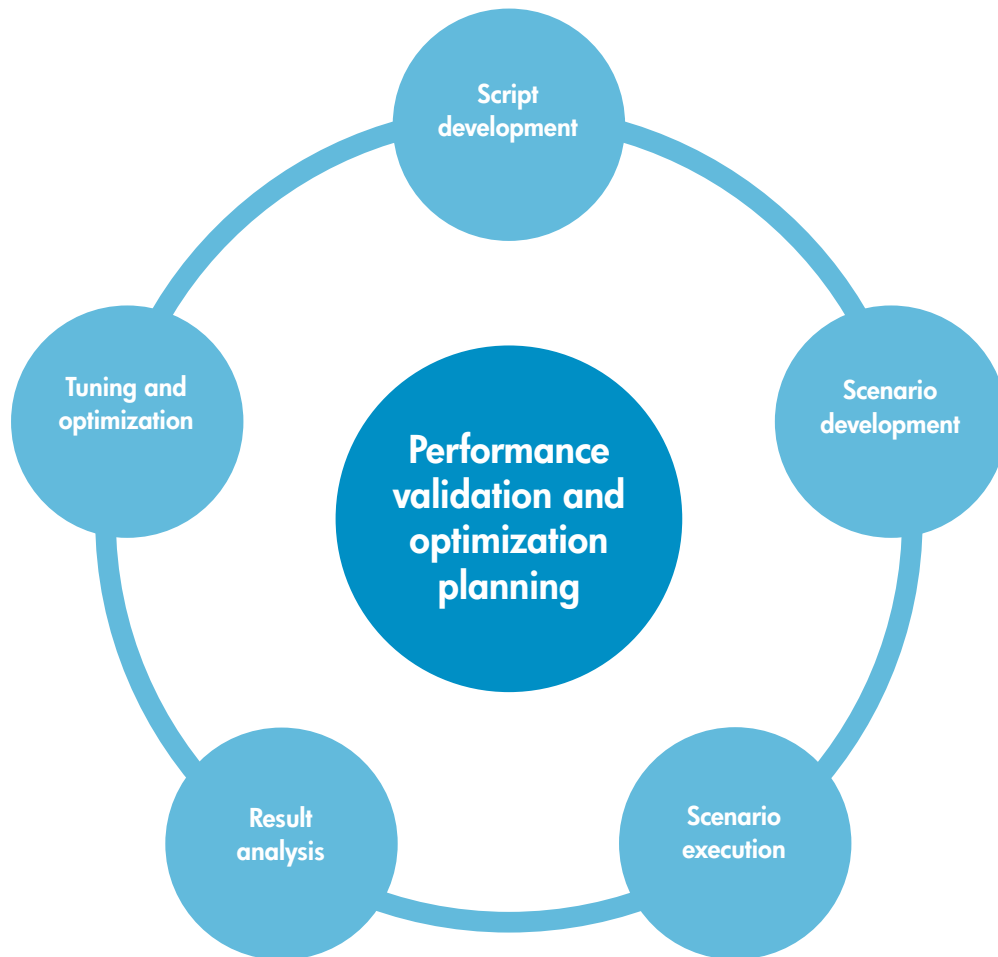 Script
development
Tuning and
optimization
Scenario
development
Performance
validation and
optimization
planning
Result
analysis
Scenario
execution